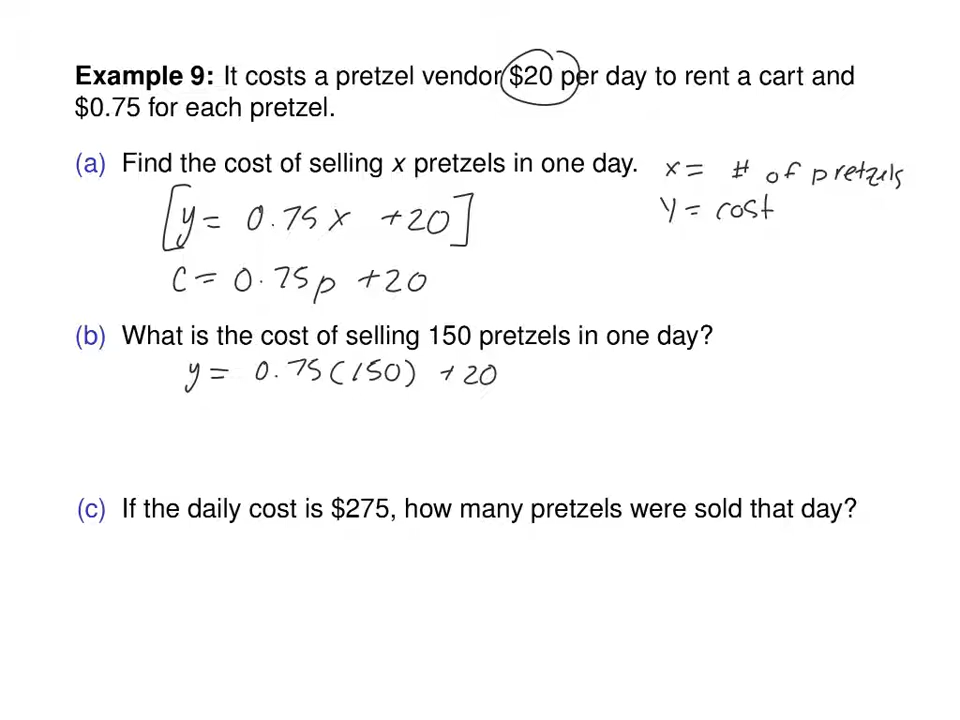 Example 9: It costs a pretzel vendor $20 per day to rent a cart and
$0.75 for each pretzel.
(a) Find the cost of selling x pretzels in one day.
x = # of pretzels
y = cost
[y = 0.75x +20]
C = 0.75p +20
(b) What is the cost of selling 150 pretzels in one day?
y = 0.75(150) +20
(c) If the daily cost is $275, how many pretzels were sold that day?